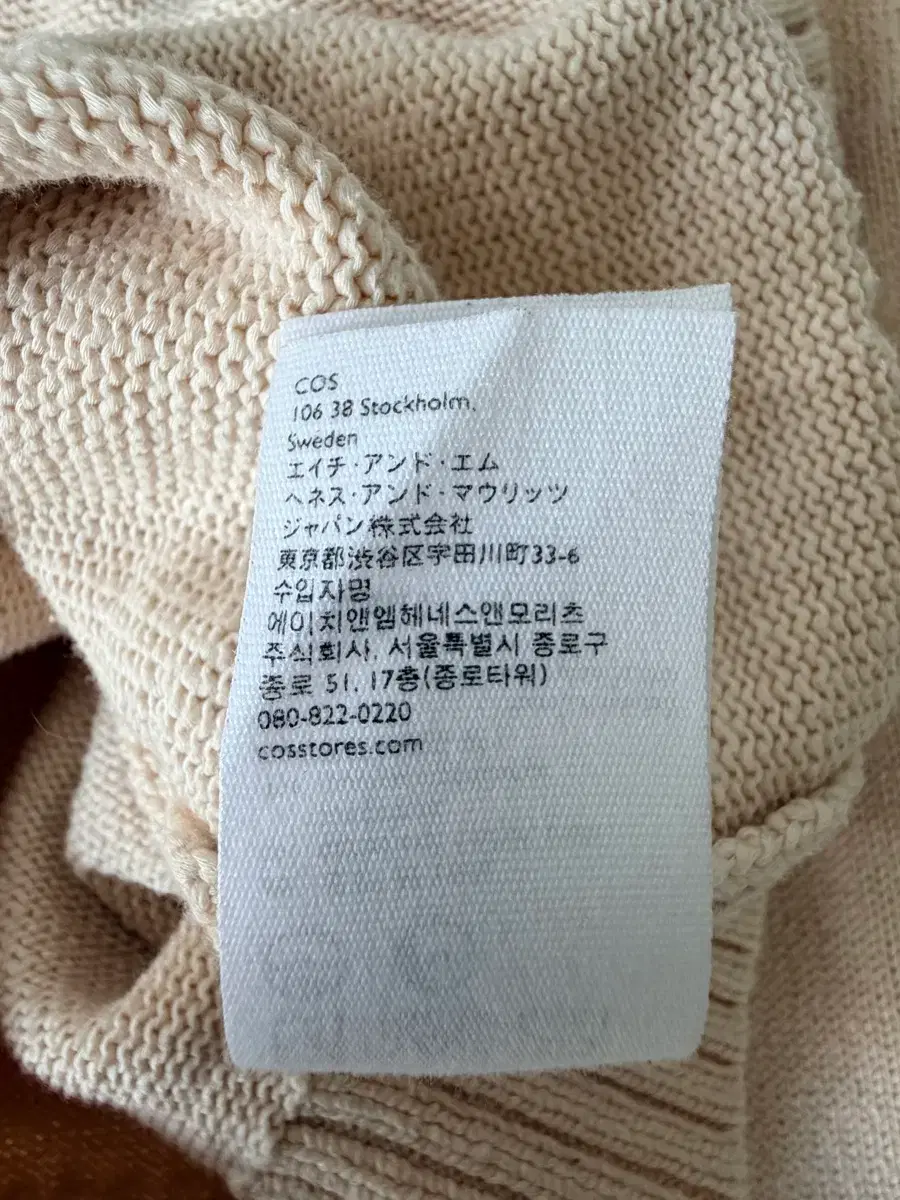 COS
106 38 Stockholm,
Sweden
エイチ・アンド・エム
ヘネス・アンド・マウリッツ
ジャパン株式会社
東京都渋谷区宇田川町33-6
수입자명
에이치앤엠헤네스앤모리츠
주식회사, 서울특별시 종로구
종로 51, 17층(종로타워)
080-822-0220
cosstores.com